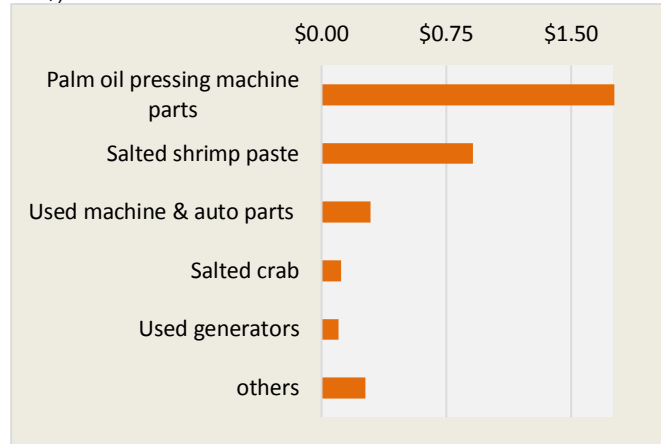 $0.00 $0.75 $1.50
Palm oil pressing machine
parts
Salted shrimp paste
Used machine & auto parts
Salted crab
Used generators
others